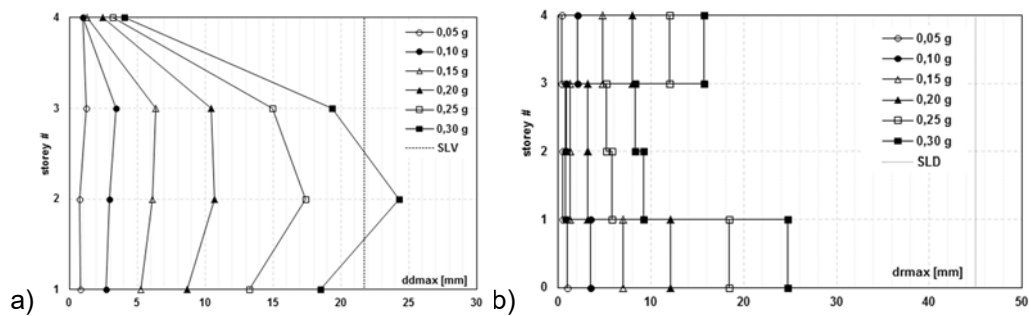 a)
storey #
4
3
2
1
0 5 10 15 20 25 30
ddmax [mm]
0,05 g
0,10 g
0,15 g
0,20 g
0,25 g
0,30 g
SLV
b)
storey #
4
3
2
1
0
0 10 20 30 40 50
drmax [mm]
0,05 g
0,10 g
0,15 g
0,20 g
0,25 g
0,30 g
SLD